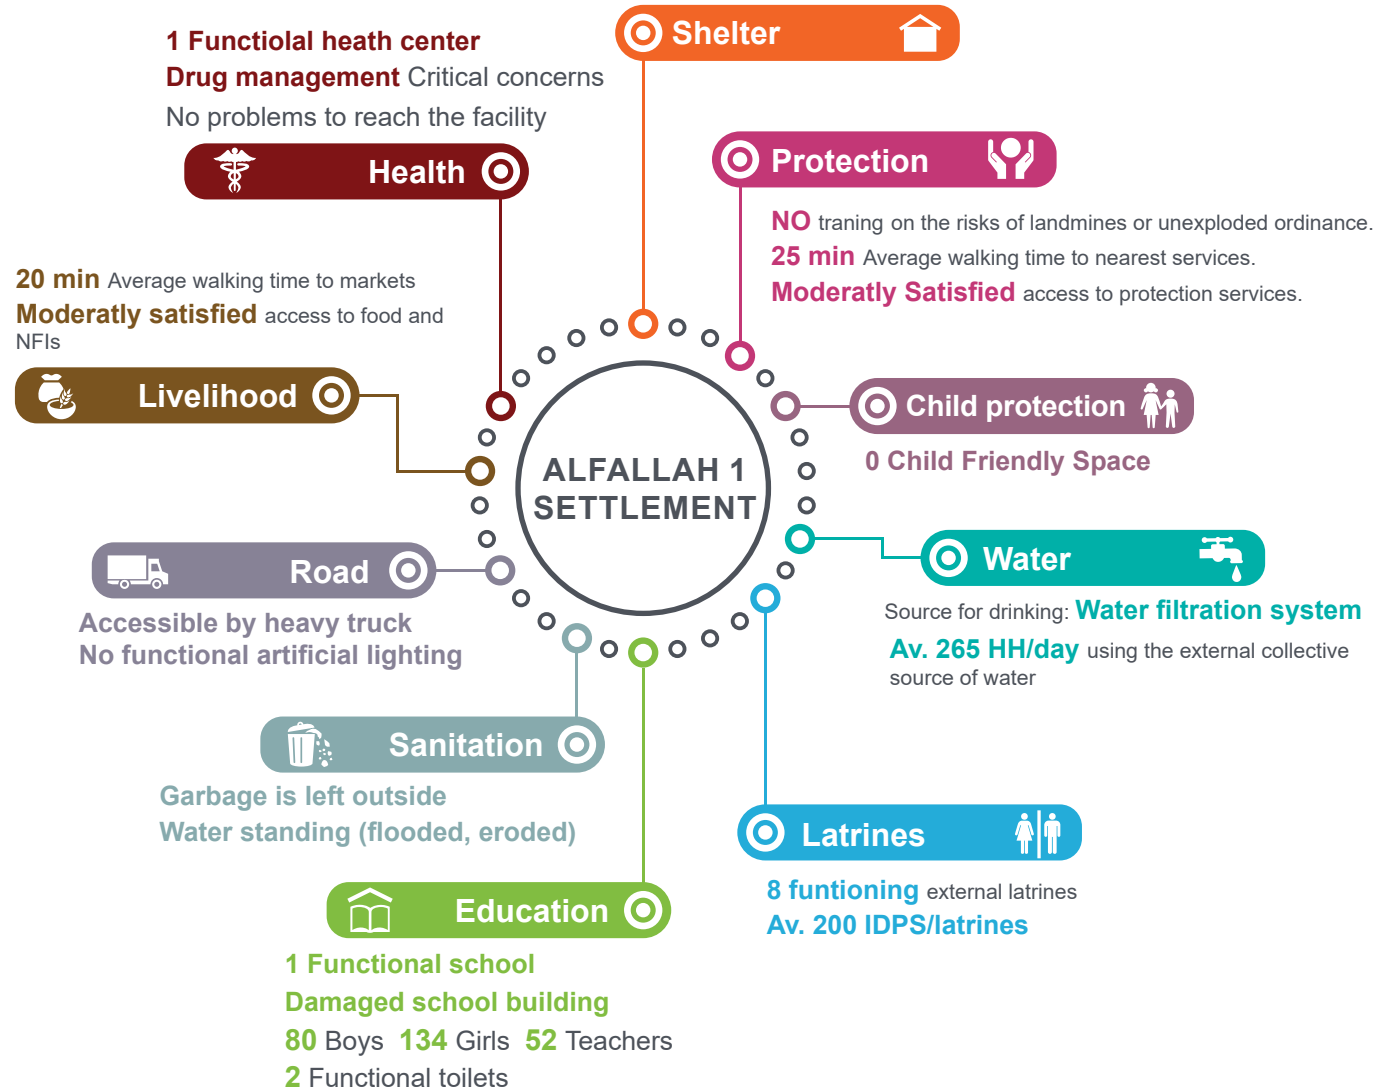 Shelter
1 Functiolal heath center
Drug management Critical concerns
No problems to reach the facility
Health
Protection
NO traning on the risks of landmines or unexploded ordinance.
25 min Average walking time to nearest services.
Moderatly Satisfied access to protection services.
20 min Average walking time to markets
Moderatly satisfied access to food and
NFIs
Livelihood
Child protection
0 Child Friendly Space
ALFALLAH 1
SETTLEMENT
Water
Source for drinking: Water filtration system
Av. 265 HH/day using the external collective
source of water
Road
Accessible by heavy truck
No functional artificial lighting
Sanitation
Garbage is left outside
Water standing (flooded, eroded)
Latrines
8 funtioning external latrines
Av. 200 IDPS/latrines
Education
1 Functional school
Damaged school building
80 Boys 134 Girls 52 Teachers
2 Functional toilets